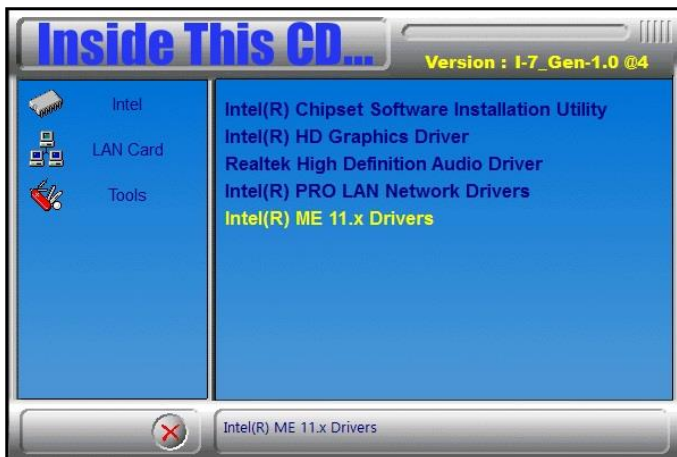 Inside This CD...
Version : I-7_Gen-1.0 @4
Intel
LAN Card
Tools
Intel(R) Chipset Software Installation Utility
Intel(R) HD Graphics Driver
Realtek High Definition Audio Driver
Intel(R) PRO LAN Network Drivers
Intel(R) ME 11.x Drivers
Intel(R) ME 11.x Drivers